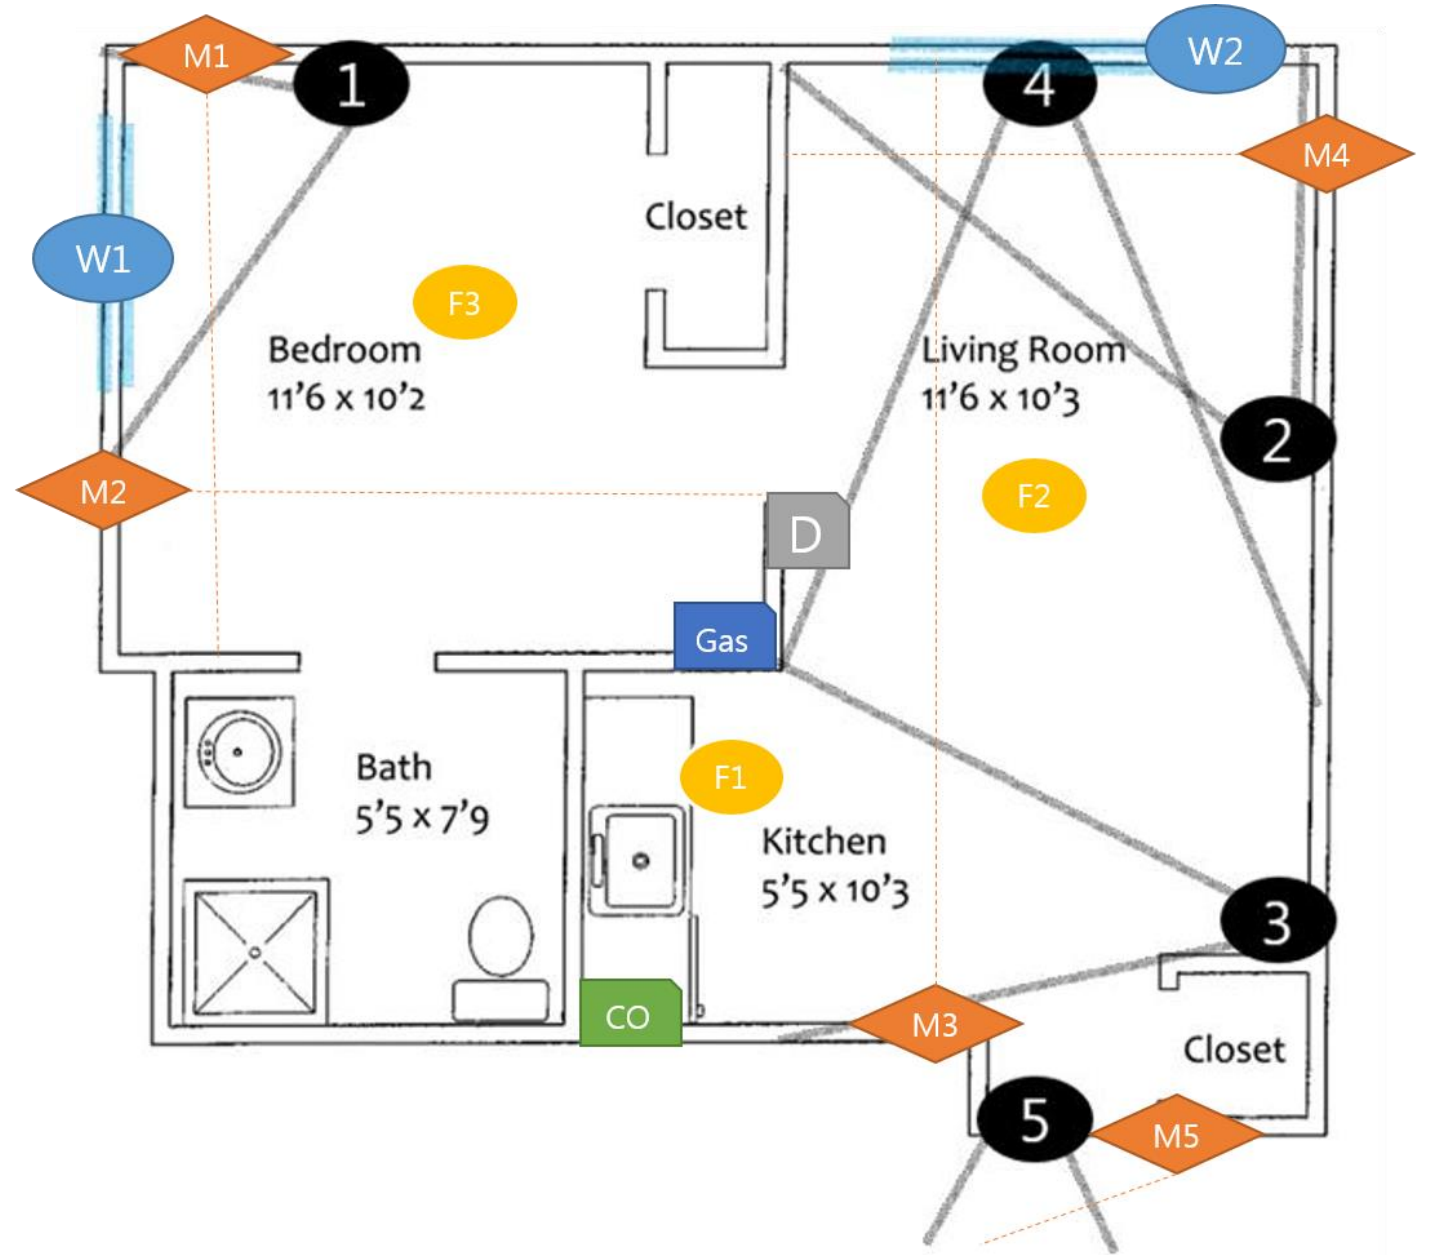 M1
1
4
W2
M4
Closet
W1
F3
Bedroom
11'6 x 10'2
Living Room
11'6 x 10'3
2
M2
F2
D
Gas
Bath
5'5 x 7'9
F1
Kitchen
5'5 x 10'3
3
CO
M3
Closet
5
M5